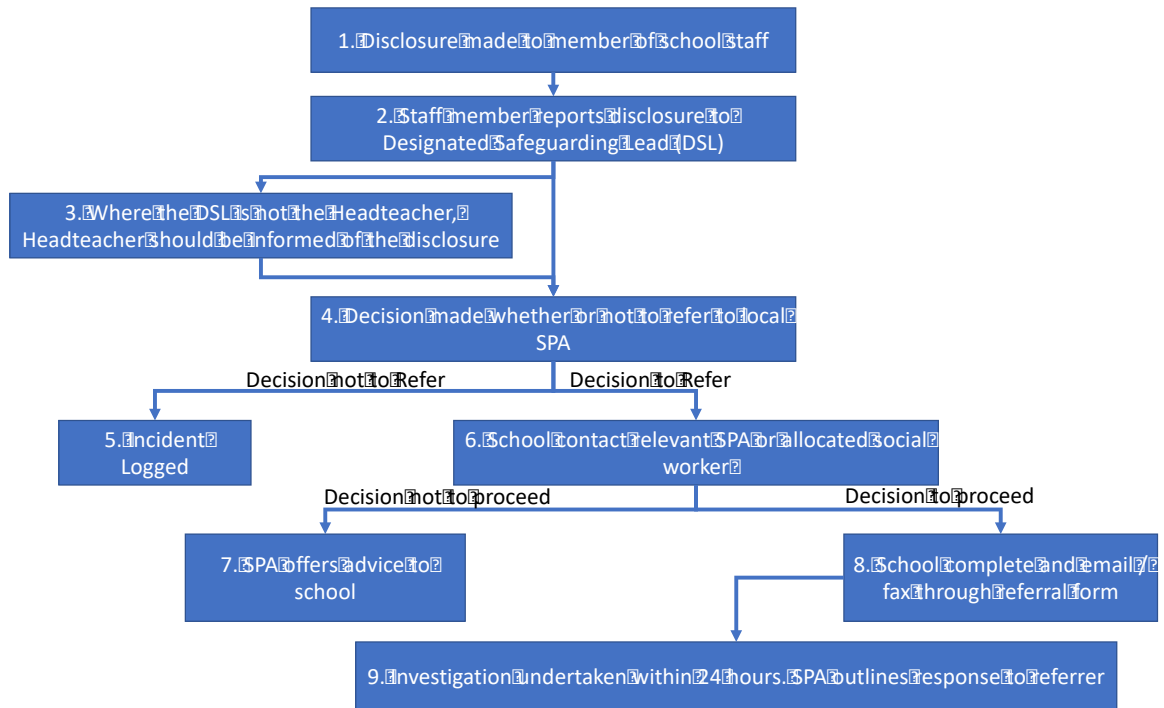 1. Disclosure made to member of school staff
2. Staff member reports disclosure to
Designated Safeguarding Lead (DSL)
3. Where the DSL is not the Headteacher,
Headteacher should be informed of the disclosure
4. Decision made whether or not to refer to local
SPA
Decision not to Refer
Decision to Refer
5. Incident
Logged
6. School contact relevant SPA or allocated social
worker
Decision not to proceed
Decision to proceed
7. SPA offers advice to
school
8. School complete and email /
fax through referral form
9. Investigation undertaken within 24 hours. SPA outlines response to referrer